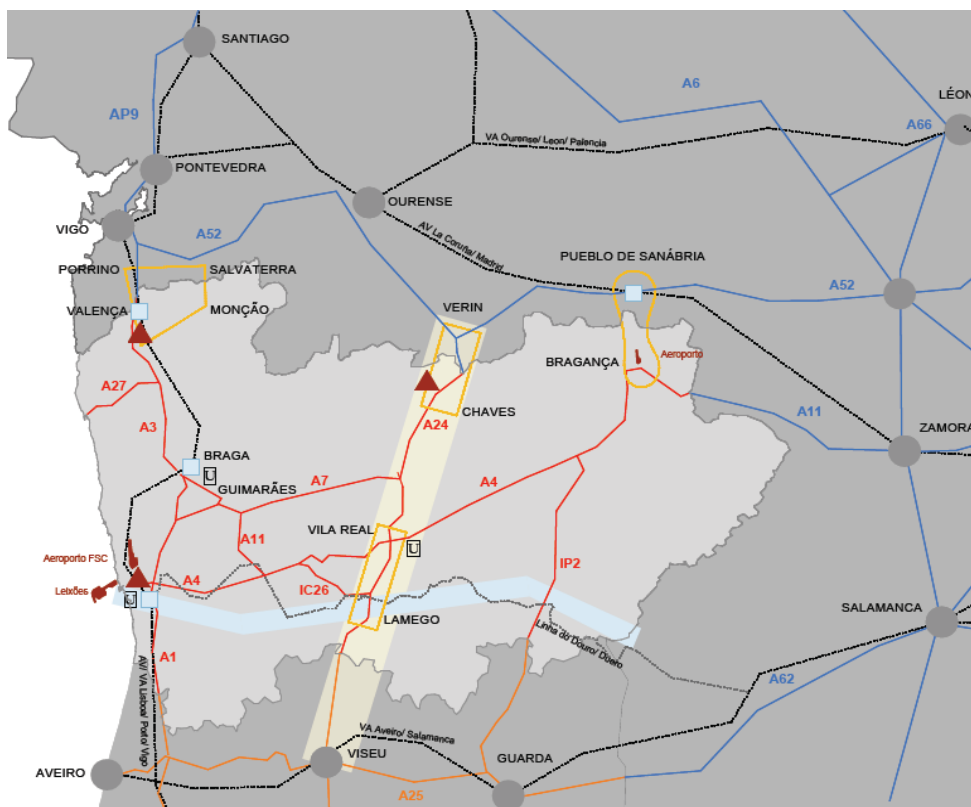 SANTIAGO
A6
LÉON
AP9
A66
VA Ourense/ Leon/ Palencia
PONTEVEDRA
OURENSE
VIGO
A52
AV La Coruña/ Madrid
PUEBLO DE SANÁBRIA
PORRINO
SALVATERRA
A52
VALENÇA
MONÇÃO
VERIN
BRAGANÇA
Aeroporto
A27
CHAVES
A11
A3
A24
ZAMORA
BRAGA
U
GUIMARÃES
A7
A4
VILA REAL
A11
U
Aeroporto FSC
A4
IP2
Leixões
IC26
U
LAMEGO
SALAMANCA
Linha do Douro/ Duero
A1
AV/ VA Lisboa/ Porto/ Vigo
A62
VA Aveiro/ Salamanca
VISEU
GUARDA
AVEIRO
A25